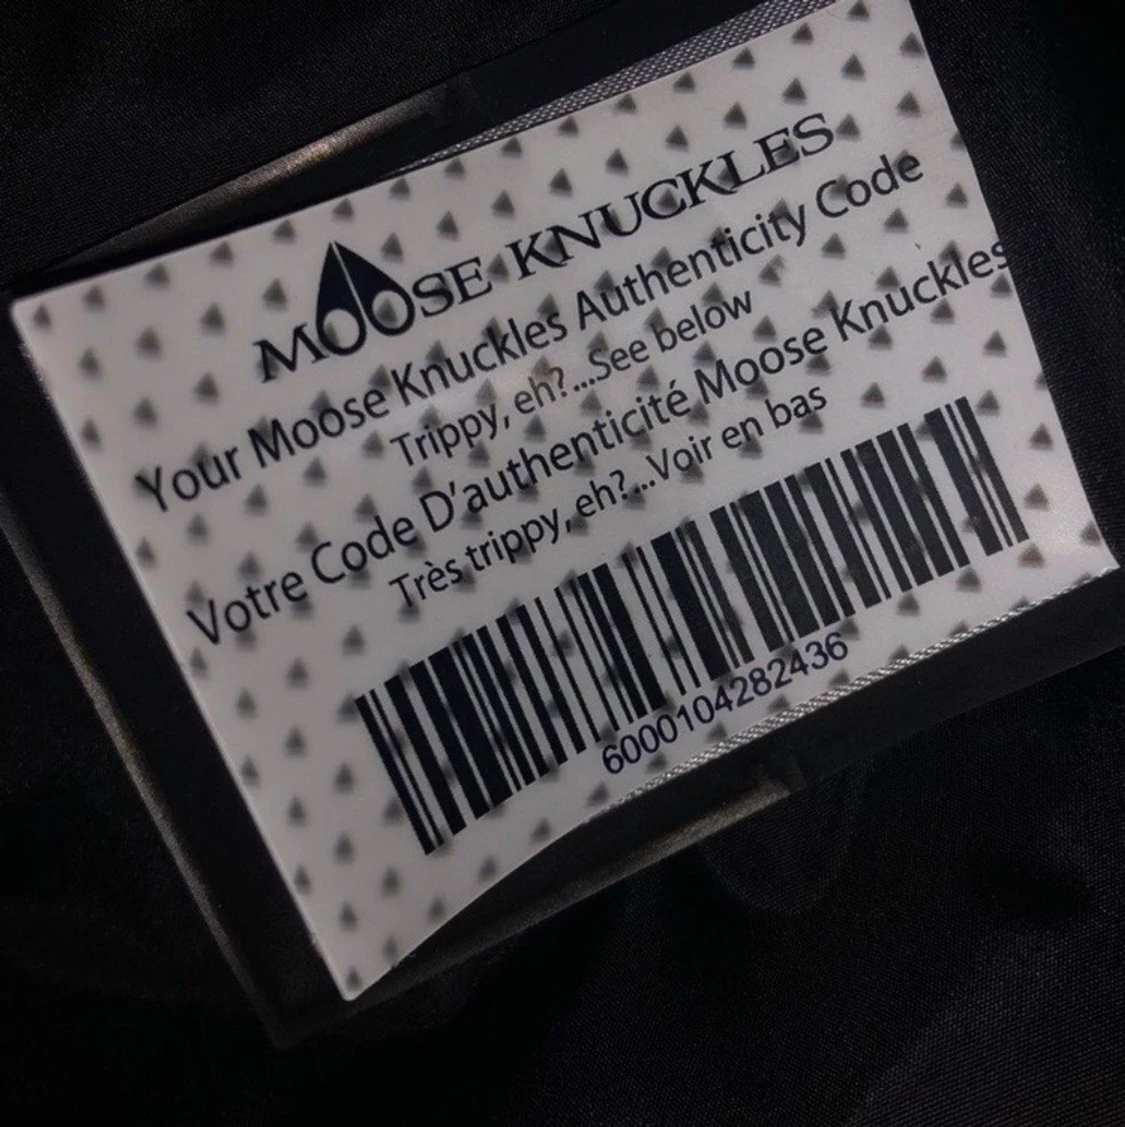 MOOSE KNUCKLES
Your Moose Knuckles Authenticity Code
Trippy, eh?...See below
Votre Code D'authenticité Moose Knuckles
Très trippy, eh?...Voir en bas
6000104282436